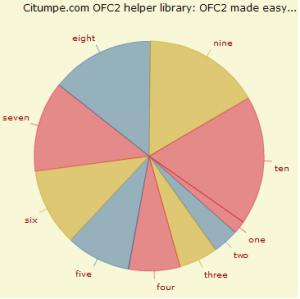 Citumpe.com OFC2 helper library: OFC2 made easy...
eight
nine
seven
ten
one
six
two
five
three
four